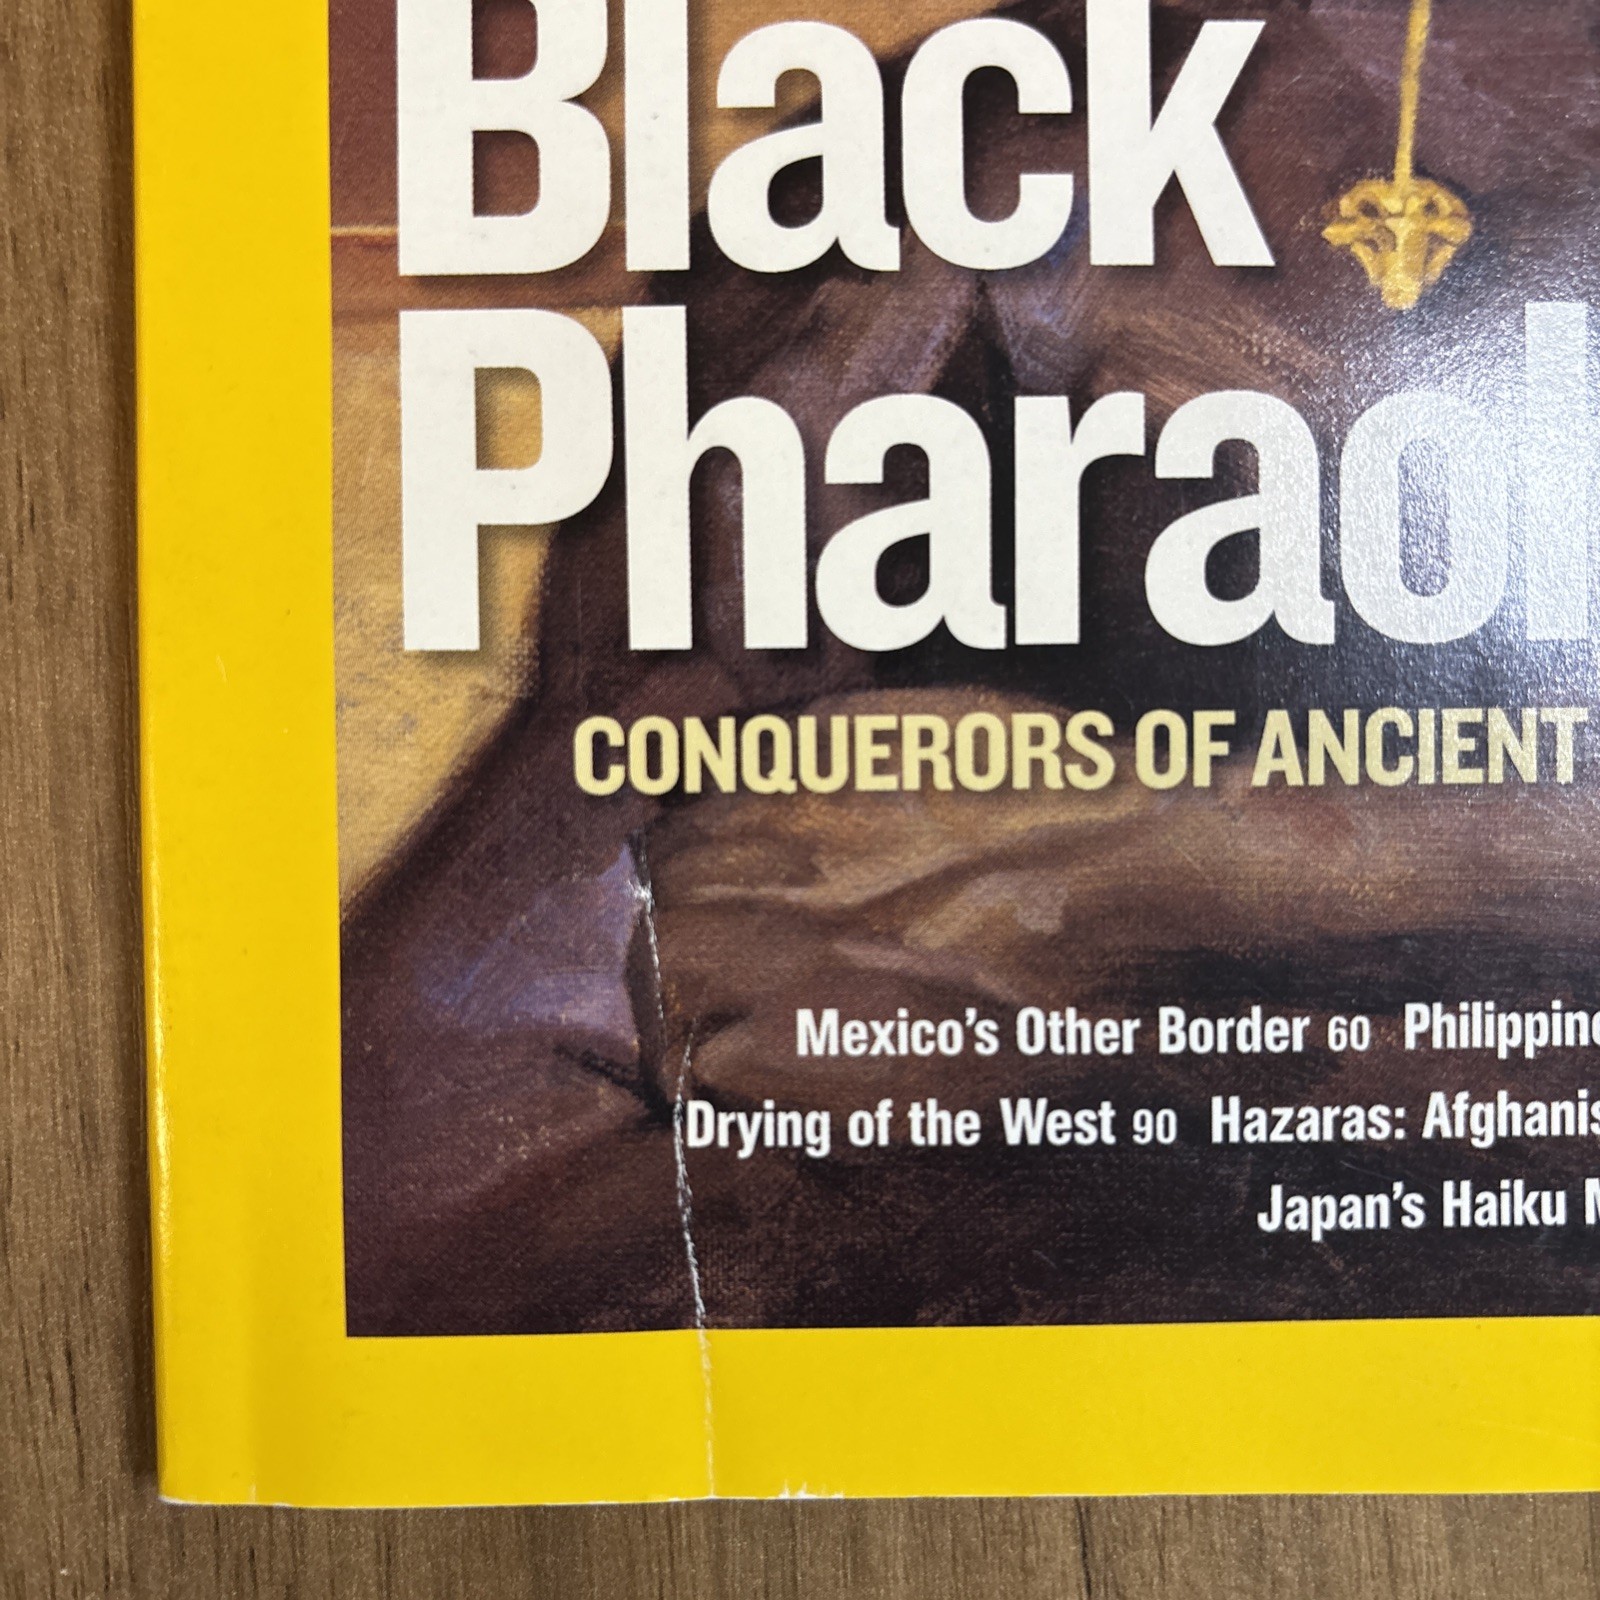 Black
Pharaoh
CONQUERORS OF ANCIENT
Mexico’s Other Border 60 Philippine
Drying of the West 90 Hazaras: Afghanis
Japan’s Haiku M